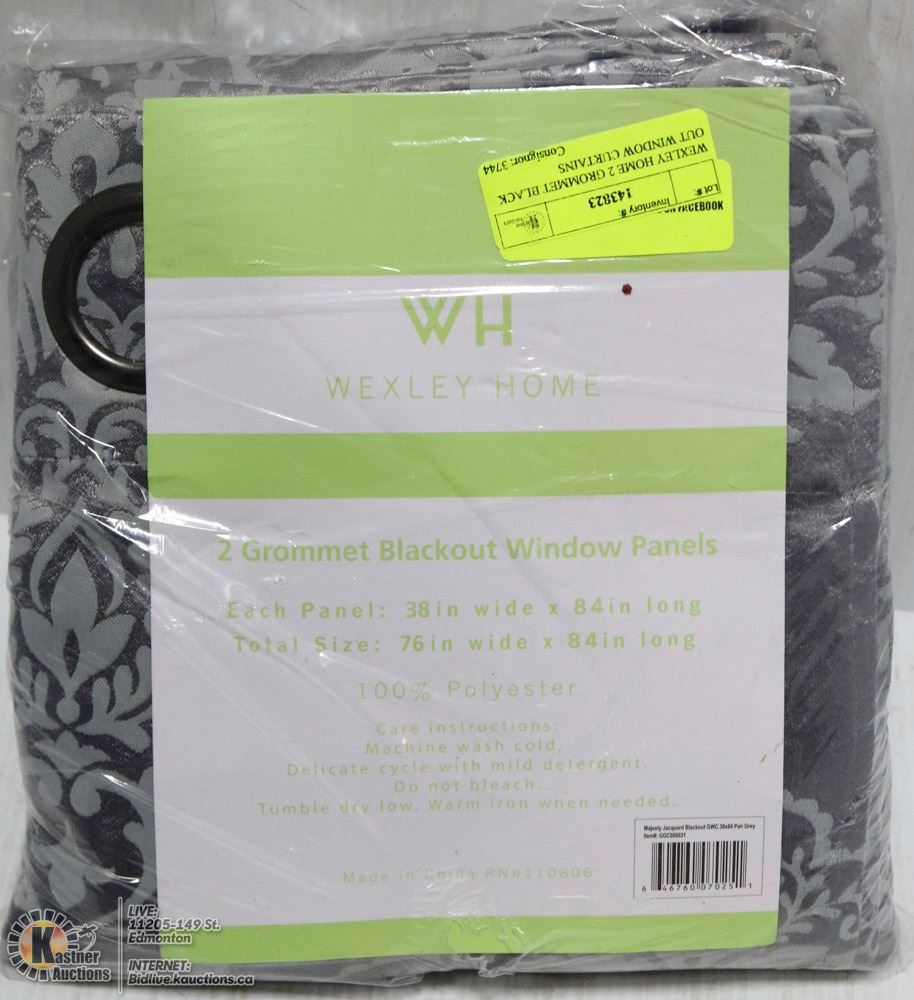 WEXLEY HOME 2 GROMMET BLACK
OUT WINDOW CURTAINS
Consignor: 3744
Lot #:
Inventory #:
143823
FACEBOOK
WH
WEXLEY HOME
2 Grommet Blackout Window Panels
Each Panel: 38in wide x 84in long
Total Size: 76in wide x 84in long
100% Polyester
Care instructions:
Machine wash cold,
Delicate cycle with mild detergent.
Do not bleach.
Tumble dry low. Warm iron when needed.
Made in China RN#110806
Majesty Jacquard Blackout GWC 38x84 Pair Grey
Item#: GGC000031
6 46760 07025 1
Kastner
Auctions
LIVE:
11205-149 St.
Edmonton
INTERNET:
Bidlive.kauctions.ca